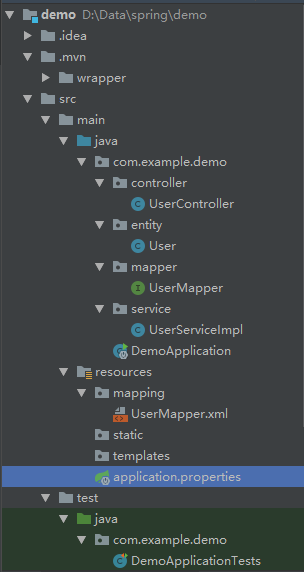 demo D:\Data\spring\demo
.idea
.mvn
wrapper
src
main
java
com.example.demo
controller
UserController
entity
User
mapper
UserMapper
service
UserServiceImpl
DemoApplication
resources
mapping
UserMapper.xml
static
templates
application.properties
test
java
com.example.demo
DemoApplicationTests